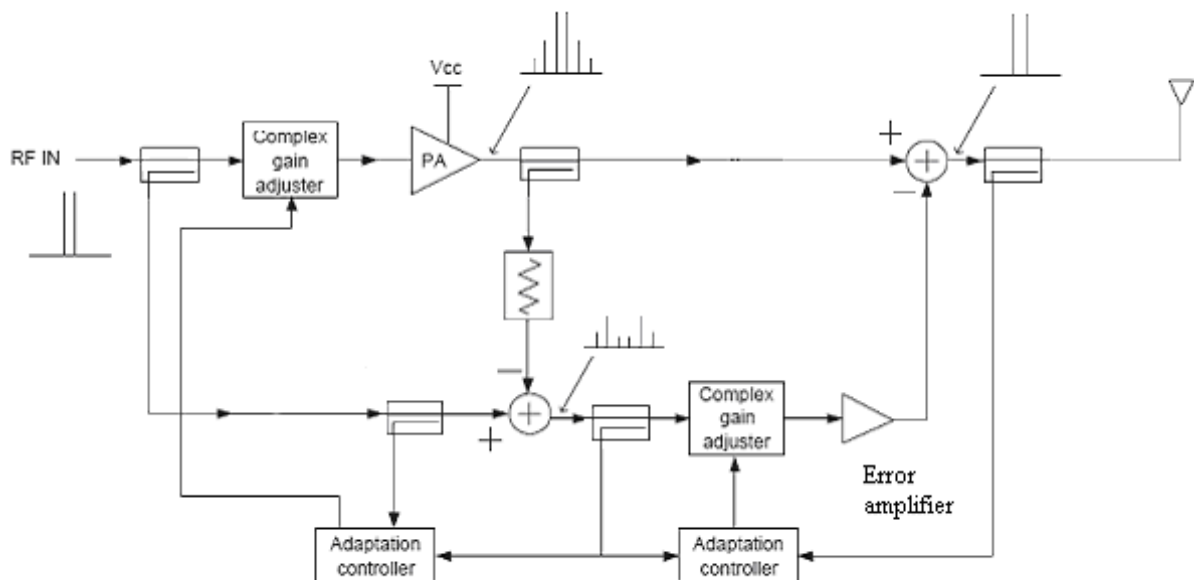 Vcc
RF IN
Complex
gain
adjuster
PA
+
+
−
−
+
+
Complex
gain
adjuster
Error
amplifier
Adaptation
controller
Adaptation
controller